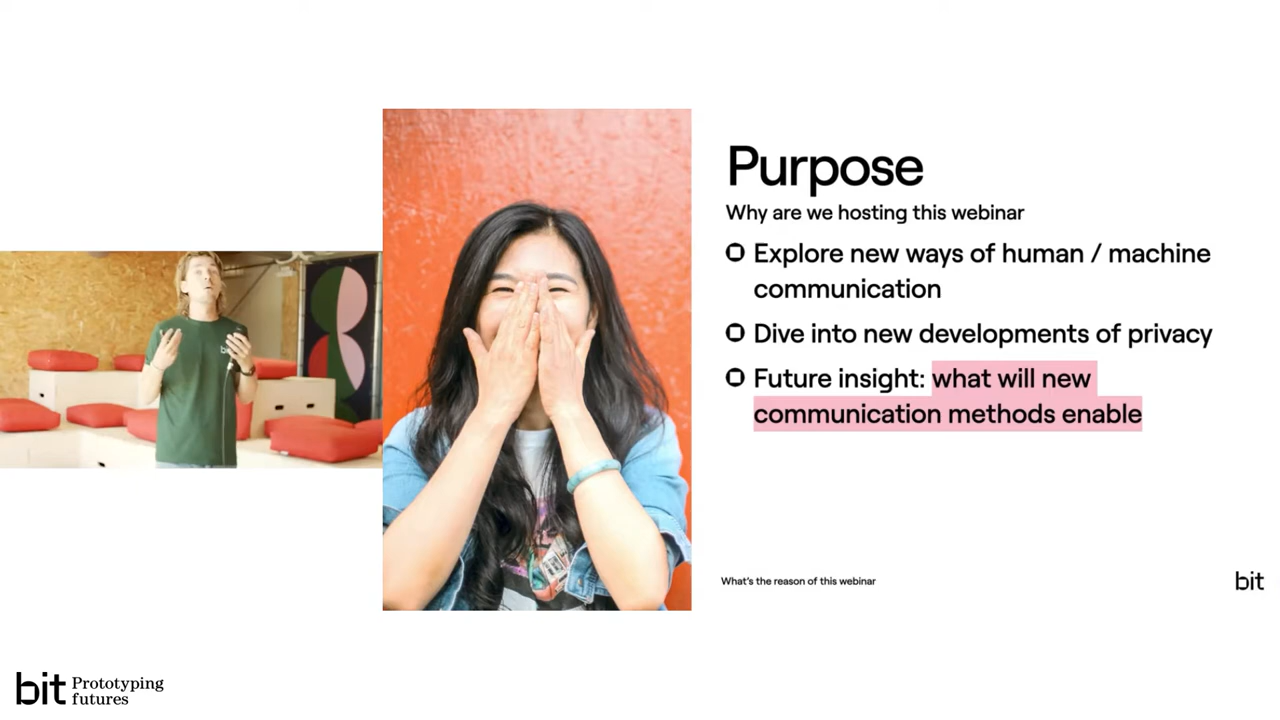 Purpose
Why are we hosting this webinar
Explore new ways of human / machine
communication
Dive into new developments of privacy
Future insight: what will new
communication methods enable
What's the reason of this webinar
bit
bit Prototyping
futures